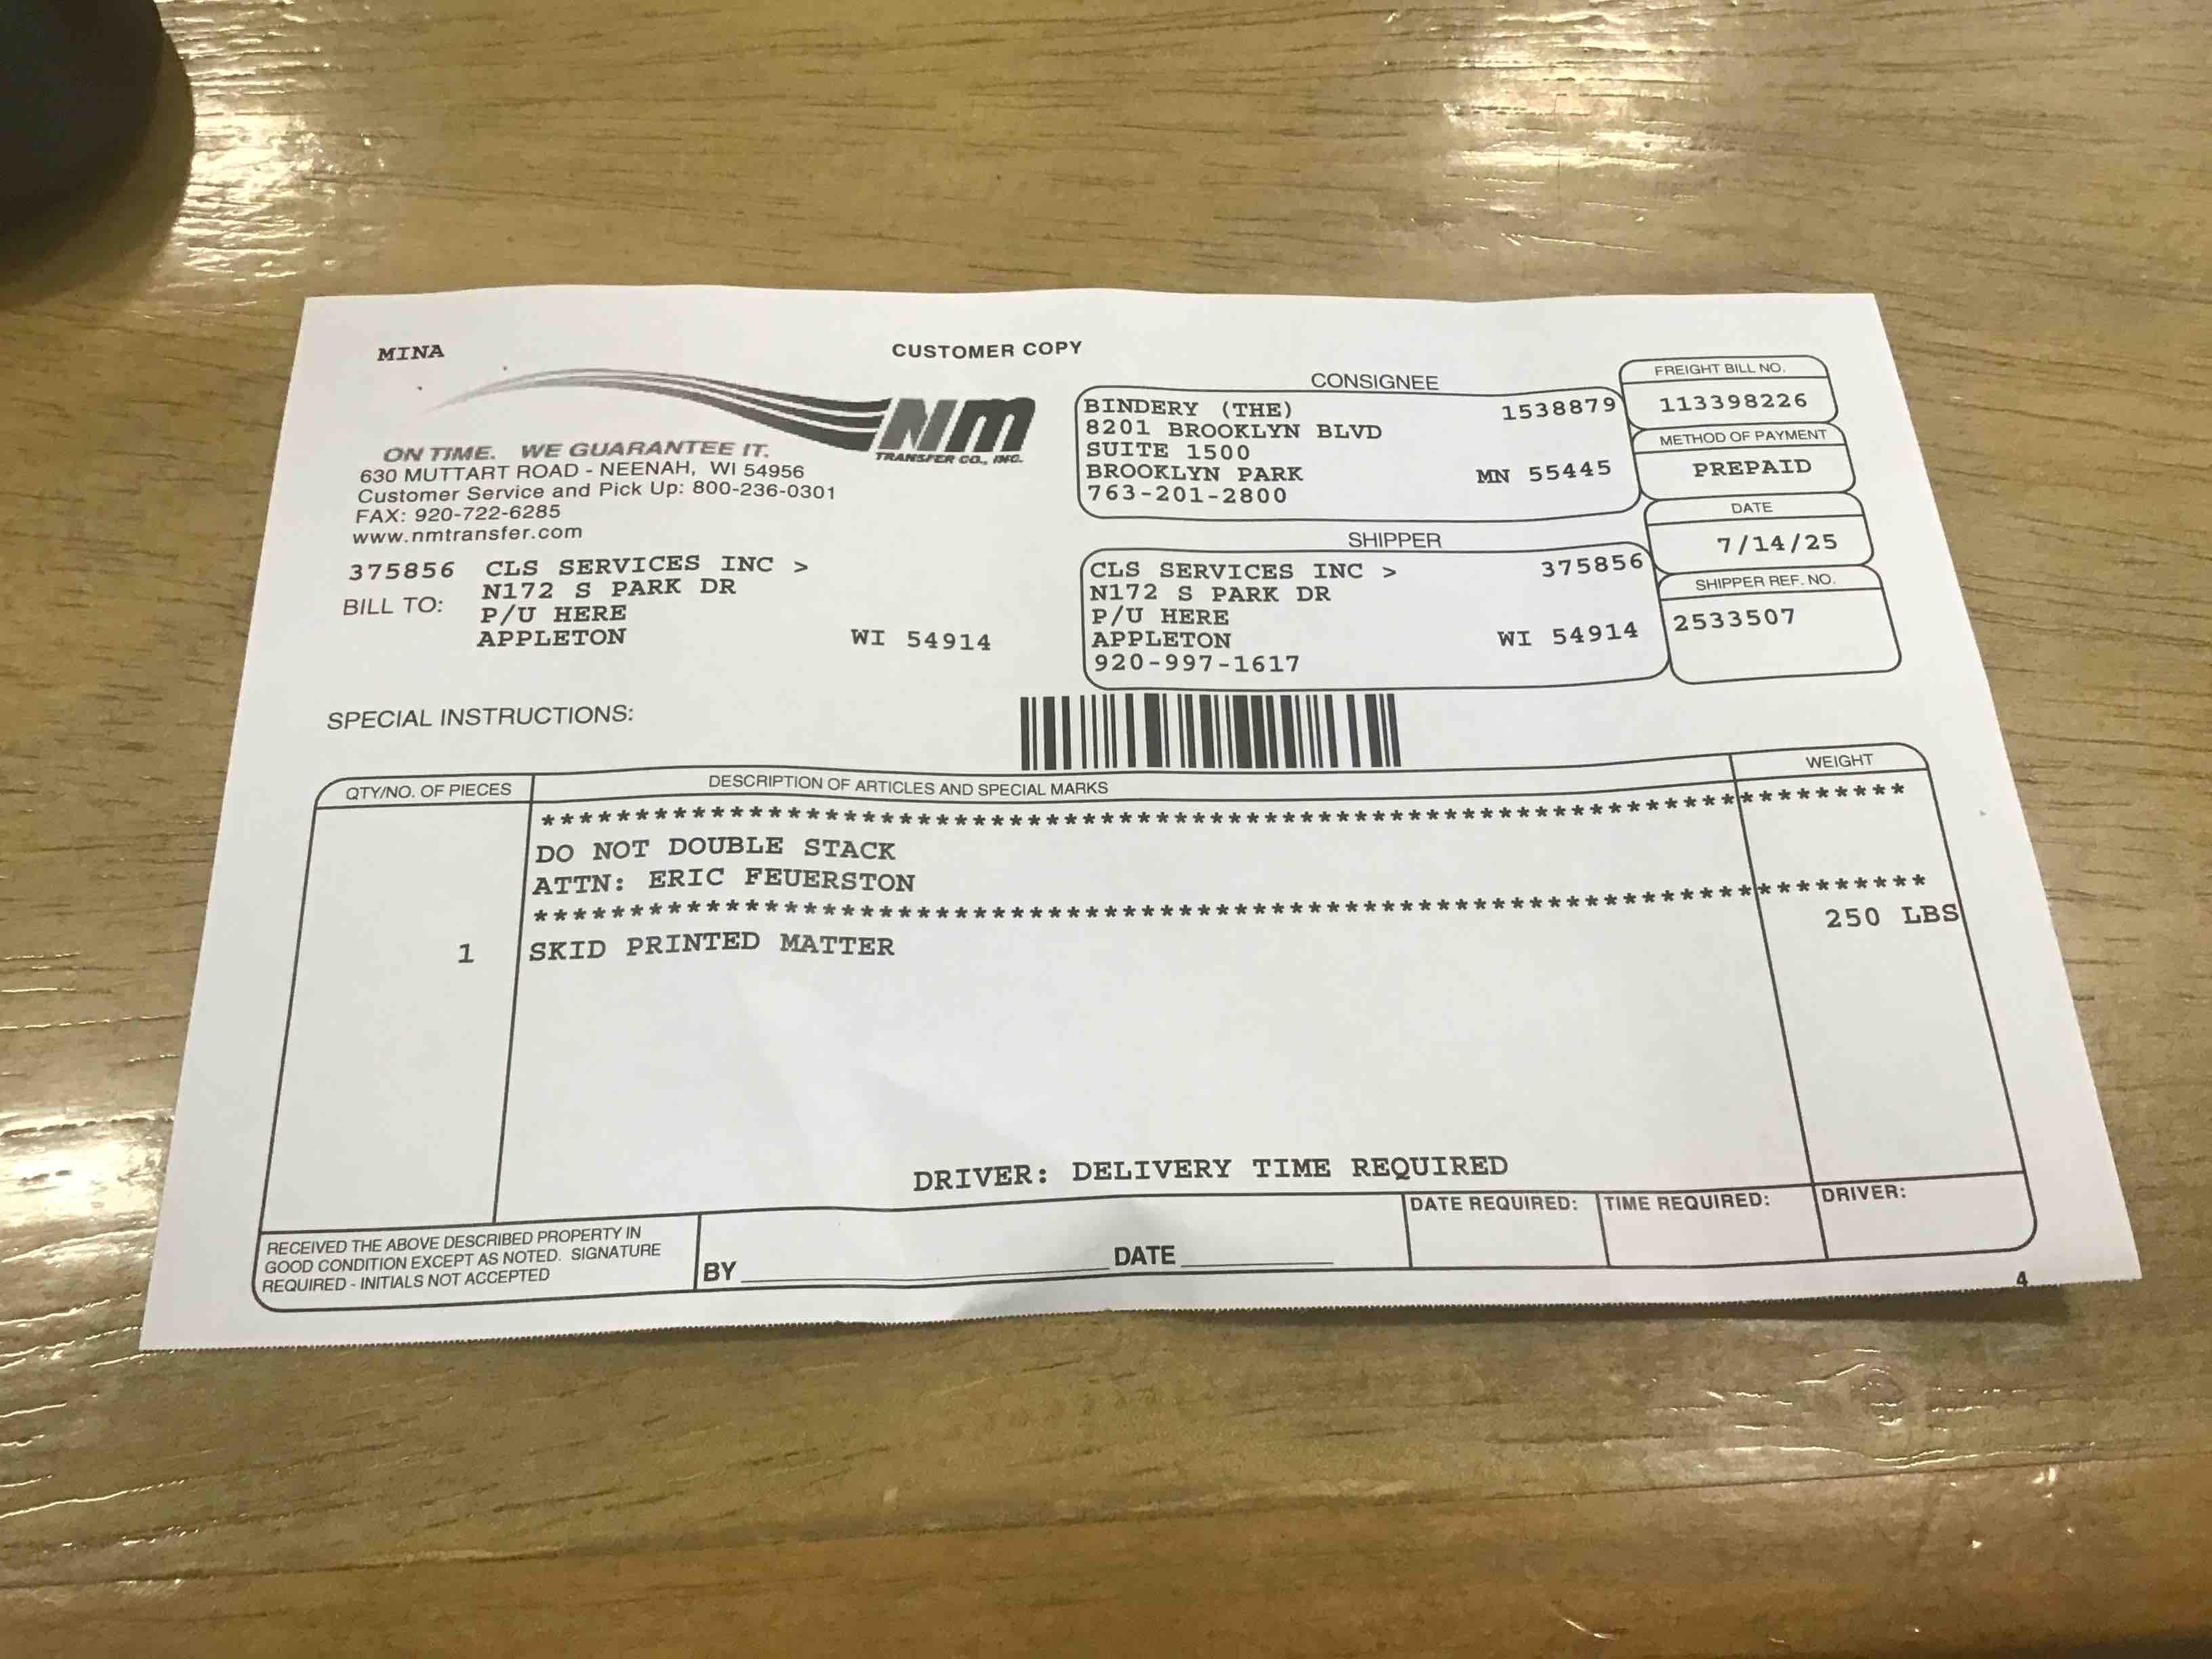 MINA
CUSTOMER COPY
NM
TRANSFER CO., INC.
ON TIME. WE GUARANTEE IT.
630 MUTTART ROAD - NEENAH, WI 54956
Customer Service and Pick Up: 800-236-0301
FAX: 920-722-6285
www.nmtransfer.com
375856 CLS SERVICES INC >
BILL TO: N172 S PARK DR
P/U HERE
APPLETON WI 54914
CONSIGNEE
BINDERY (THE) 1538879
8201 BROOKLYN BLVD
SUITE 1500
BROOKLYN PARK MN 55445
763-201-2800
SHIPPER
CLS SERVICES INC > 375856
N172 S PARK DR
P/U HERE
APPLETON WI 54914
920-997-1617
FREIGHT BILL NO.
113398226
METHOD OF PAYMENT
PREPAID
DATE
7/14/25
SHIPPER REF. NO.
2533507
SPECIAL INSTRUCTIONS:
QTY/NO. OF PIECES DESCRIPTION OF ARTICLES AND SPECIAL MARKS WEIGHT
*************************************************************************
DO NOT DOUBLE STACK
ATTN: ERIC FEUERSTON
*************************************************************************
1 SKID PRINTED MATTER 250 LBS
DRIVER: DELIVERY TIME REQUIRED
RECEIVED THE ABOVE DESCRIBED PROPERTY IN
GOOD CONDITION EXCEPT AS NOTED. SIGNATURE
REQUIRED - INITIALS NOT ACCEPTED
BY DATE
DATE REQUIRED: TIME REQUIRED: DRIVER:
4